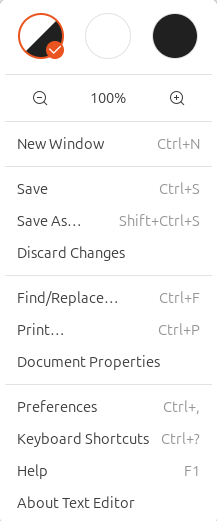 100%
New Window Ctrl+N
Save Ctrl+S
Save As… Shift+Ctrl+S
Discard Changes
Find/Replace… Ctrl+F
Print… Ctrl+P
Document Properties
Preferences Ctrl+,
Keyboard Shortcuts Ctrl+?
Help F1
About Text Editor